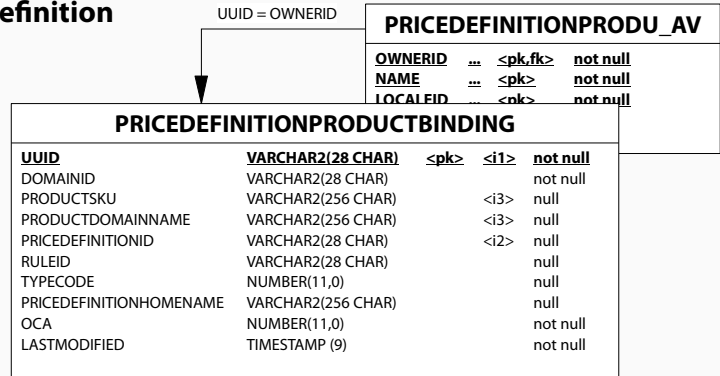 efinition
UUID = OWNERID
PRICEDEFINITIONPRODU_AV
OWNERID ... <pk,fk> not null
NAME ... <pk> not null
LOCALEID ... <pk> not null
PRICEDEFINITIONPRODUCTBINDING
UUID VARCHAR2(28 CHAR) <pk> <i1> not null
DOMAINID VARCHAR2(28 CHAR) not null
PRODUCTSKU VARCHAR2(256 CHAR) <i3> null
PRODUCTDOMAINNAME VARCHAR2(256 CHAR) <i3> null
PRICEDEFINITIONID VARCHAR2(28 CHAR) <i2> null
RULEID VARCHAR2(28 CHAR) null
TYPECODE NUMBER(11,0) null
PRICEDEFINITIONHOMENAME VARCHAR2(256 CHAR) null
OCA NUMBER(11,0) not null
LASTMODIFIED TIMESTAMP (9) not null